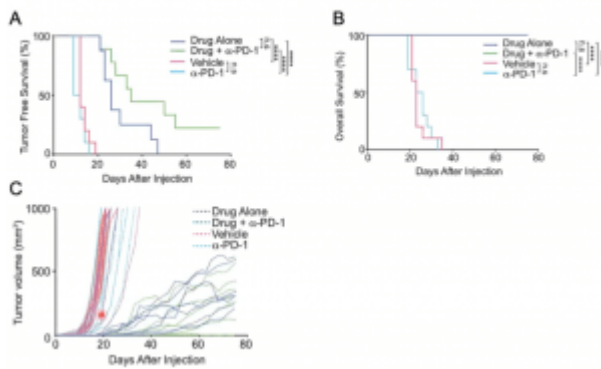 A
Tumor Free Survival (%)
100
50
0
0 20 40 60 80
Days After Injection
Drug Alone
Drug + α-PD-1
Vehicle
α-PD-1
B
Overall Survival (%)
100
50
0
0 20 40 60 80
Days After Injection
Drug Alone
Drug + α-PD-1
Vehicle
α-PD-1
C
Tumor volume (mm³)
1000
500
0
0 20 40 60 80
Days After Injection
Drug Alone
Drug + α-PD-1
Vehicle
α-PD-1